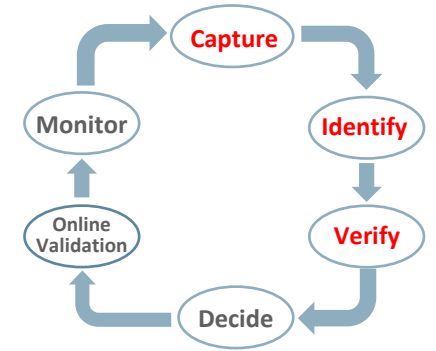 Capture
Identify
Verify
Decide
Online
Validation
Monitor